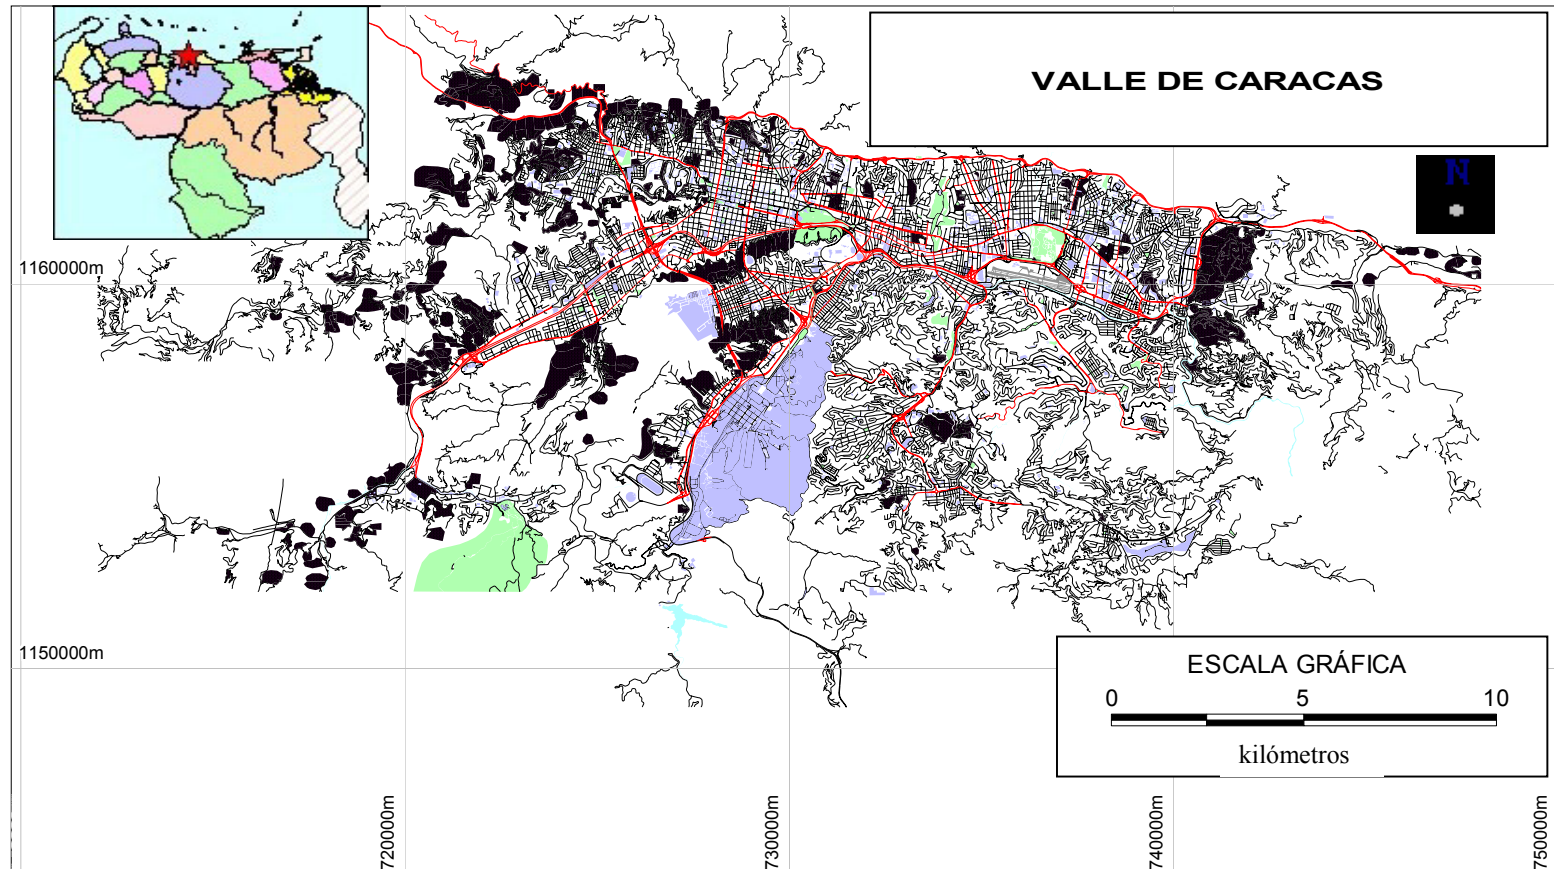 VALLE DE CARACAS
N
1160000m
1150000m
ESCALA GRÁFICA
0 5 10
kilómetros
720000m
730000m
740000m
750000m